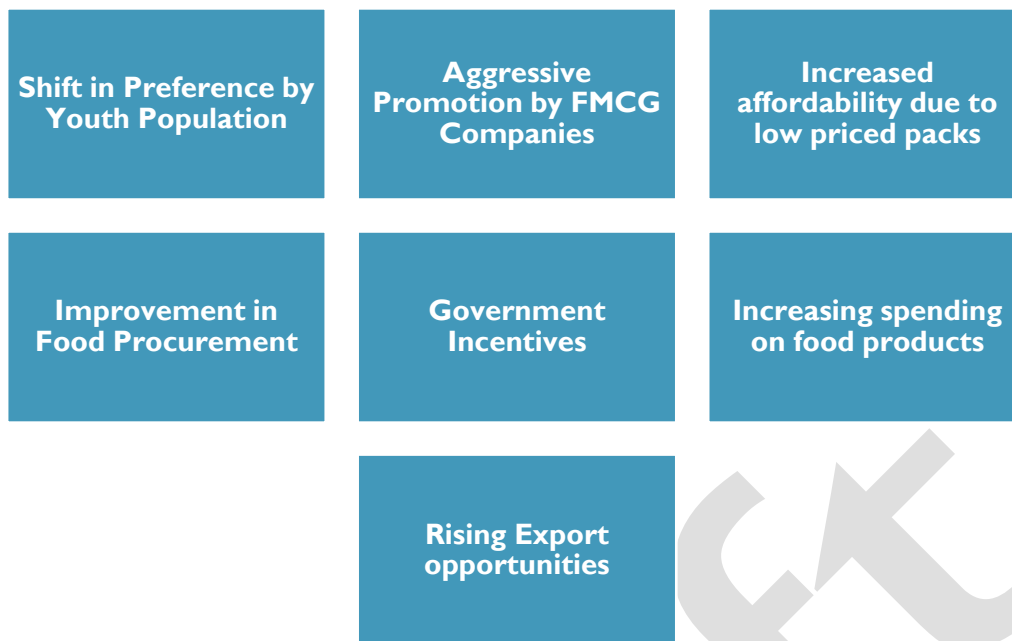 Shift in Preference by
Youth Population
Aggressive
Promotion by FMCG
Companies
Increased
affordability due to
low priced packs
Improvement in
Food Procurement
Government
Incentives
Increasing spending
on food products
Rising Export
opportunities
ft